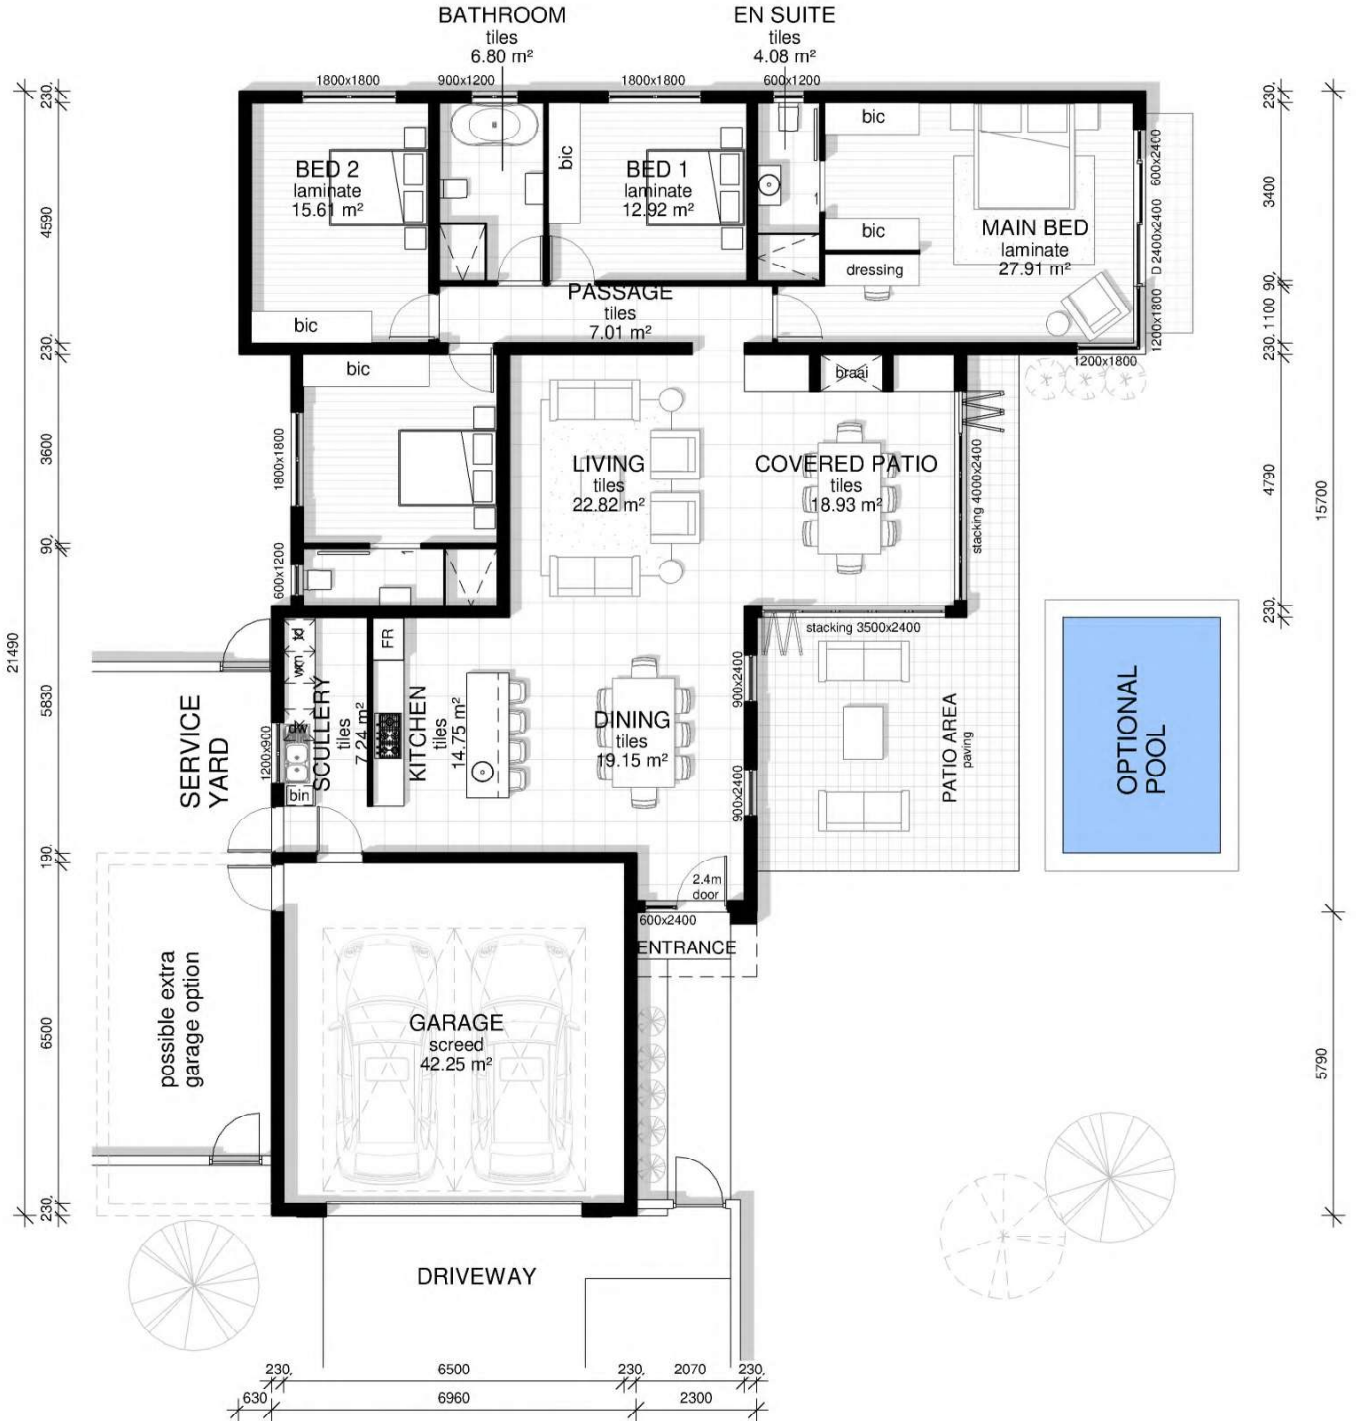 BATHROOM
tiles
6.80 m²
EN SUITE
tiles
4.08 m²
1800x1800
900x1200
1800x1800
600x1200
BED 2
laminate
15.61 m²
bic
bic
BED 1
laminate
12.92 m²
bic
bic
dressing
MAIN BED
laminate
27.91 m²
600x2400
D 2400x2400
1200x1800
1200x1800
PASSAGE
tiles
7.01 m²
bic
braai
1800x1800
600x1200
LIVING
tiles
22.82 m²
COVERED PATIO
tiles
18.93 m²
stacking 4000x2400
stacking 3500x2400
td
wm
dw
bin
SCULLERY
tiles
7.24 m²
FR
KITCHEN
tiles
14.75 m²
DINING
tiles
19.15 m²
900x2400
900x2400
PATIO AREA
paving
OPTIONAL
POOL
SERVICE
YARD
1200x900
2.4m
door
600x2400
ENTRANCE
possible extra
garage option
GARAGE
screed
42.25 m²
DRIVEWAY
230
4590
230
3600
90
5830
190
6500
230
21490
230
3400
90
1100
230
4790
230
15700
5790
230
6500
230
2070
230
630
6960
2300